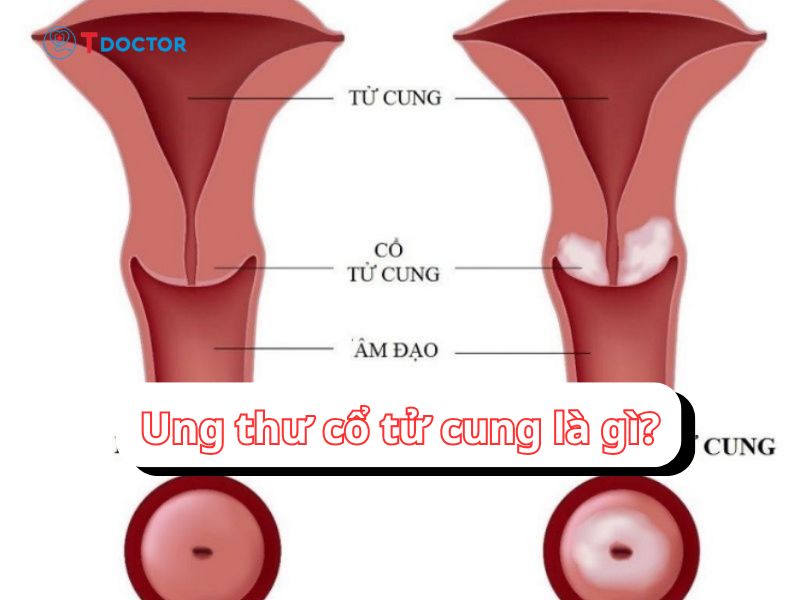 TDOCTOR
TỬ CUNG
CỔ
TỬ CUNG
ÂM ĐẠO
Ung thư cổ tử cung là gì?
CUNG